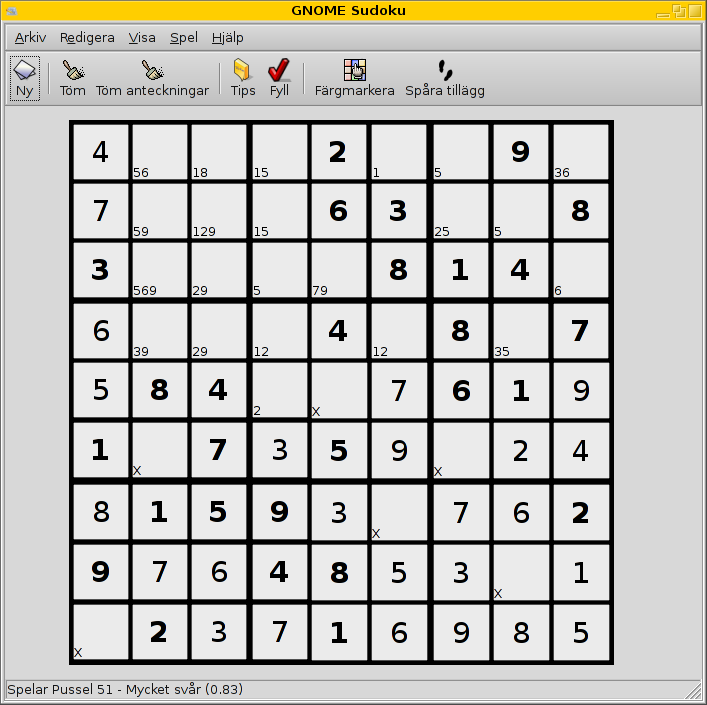 GNOME Sudoku
Arkiv Redigera Visa Spel Hjälp
Ny Töm Töm anteckningar Tips Fyll Färgmarkera Spåra tillägg
4 2 9
56 18 15 1 5 36
7 6 3 8
59 129 15 25 5
3 8 1 4
569 29 5 79 6
6 4 8 7
39 29 12 12 35
5 8 4 7 6 1 9
2 X
1 7 3 5 9 2 4
X X
8 1 5 9 3 7 6 2
X
9 7 6 4 8 5 3 1
X
2 3 7 1 6 9 8 5
X
Spelar Pussel 51 - Mycket svår (0.83)